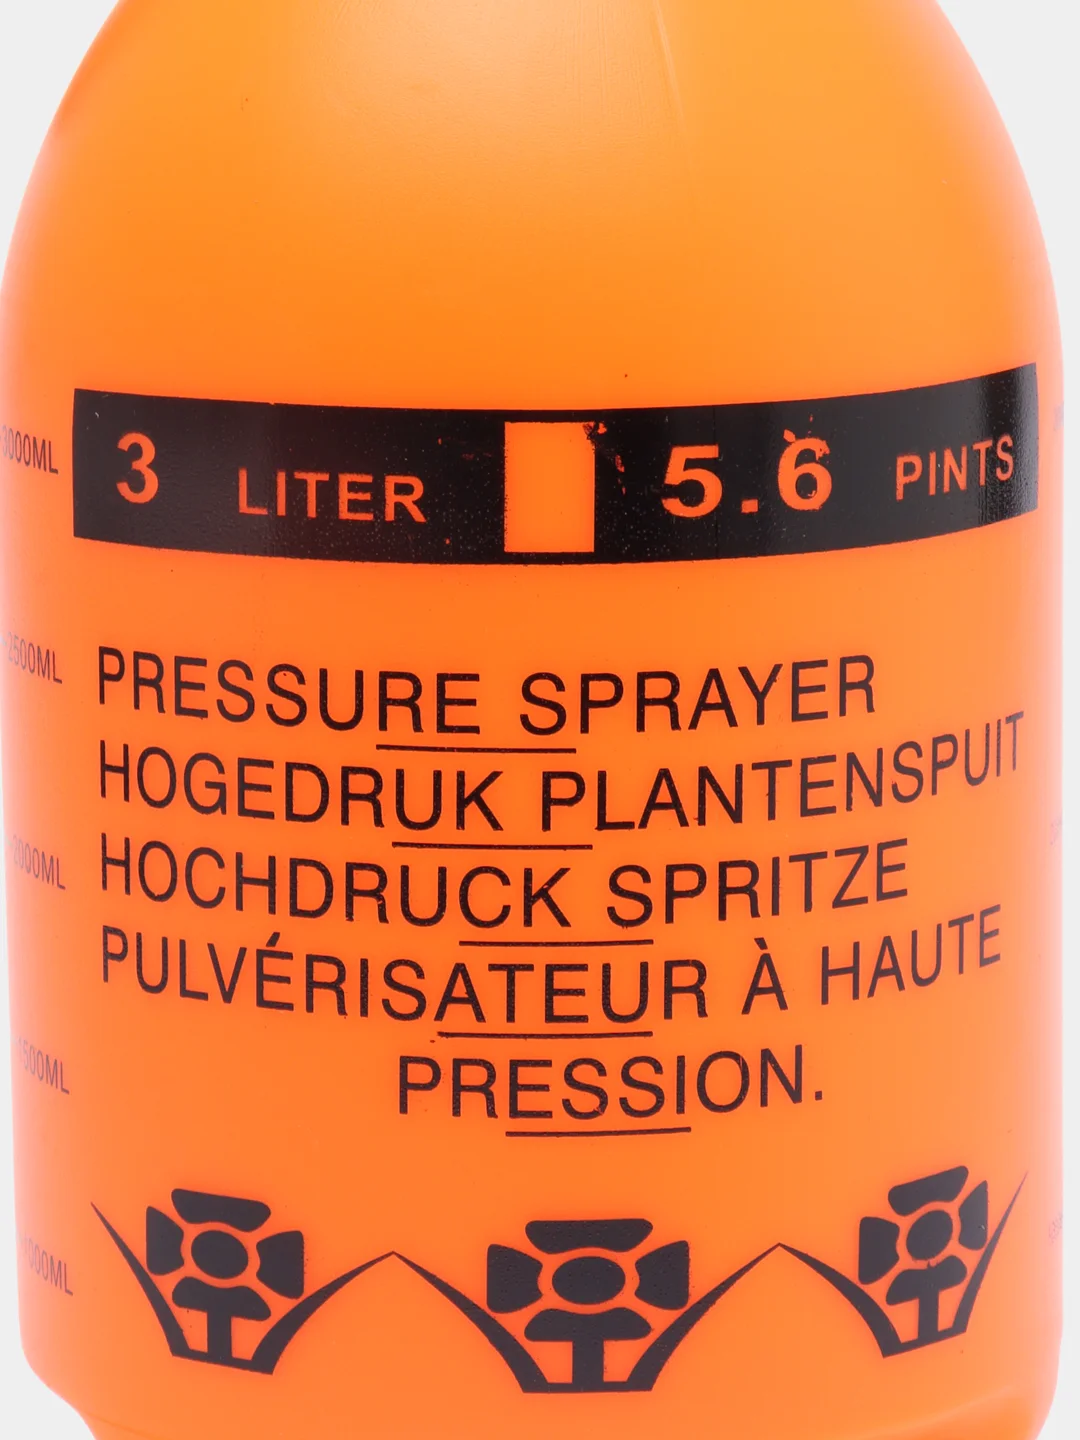 3 LITER 5.6 PINTS
3000ML
2500ML
PRESSURE SPRAYER
HOGEDRUK PLANTENSPUIT
2000ML
HOCHDRUCK SPRITZE
PULVÉRISATEUR À HAUTE
PRESSION.
1500ML
1000ML